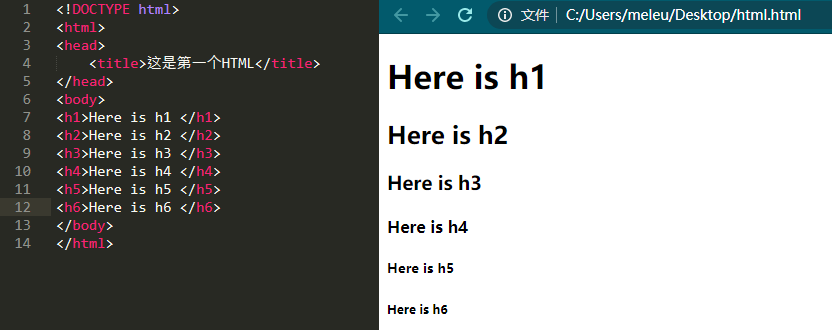 1 <!DOCTYPE html>
2 <html>
3 <head>
4     <title>这是第一个HTML</title>
5 </head>
6 <body>
7 <h1>Here is h1 </h1>
8 <h2>Here is h2 </h2>
9 <h3>Here is h3 </h3>
10 <h4>Here is h4 </h4>
11 <h5>Here is h5 </h5>
12 <h6>Here is h6 </h6>
13 </body>
14 </html>
文件 | C:/Users/meleu/Desktop/html.html
Here is h1
Here is h2
Here is h3
Here is h4
Here is h5
Here is h6